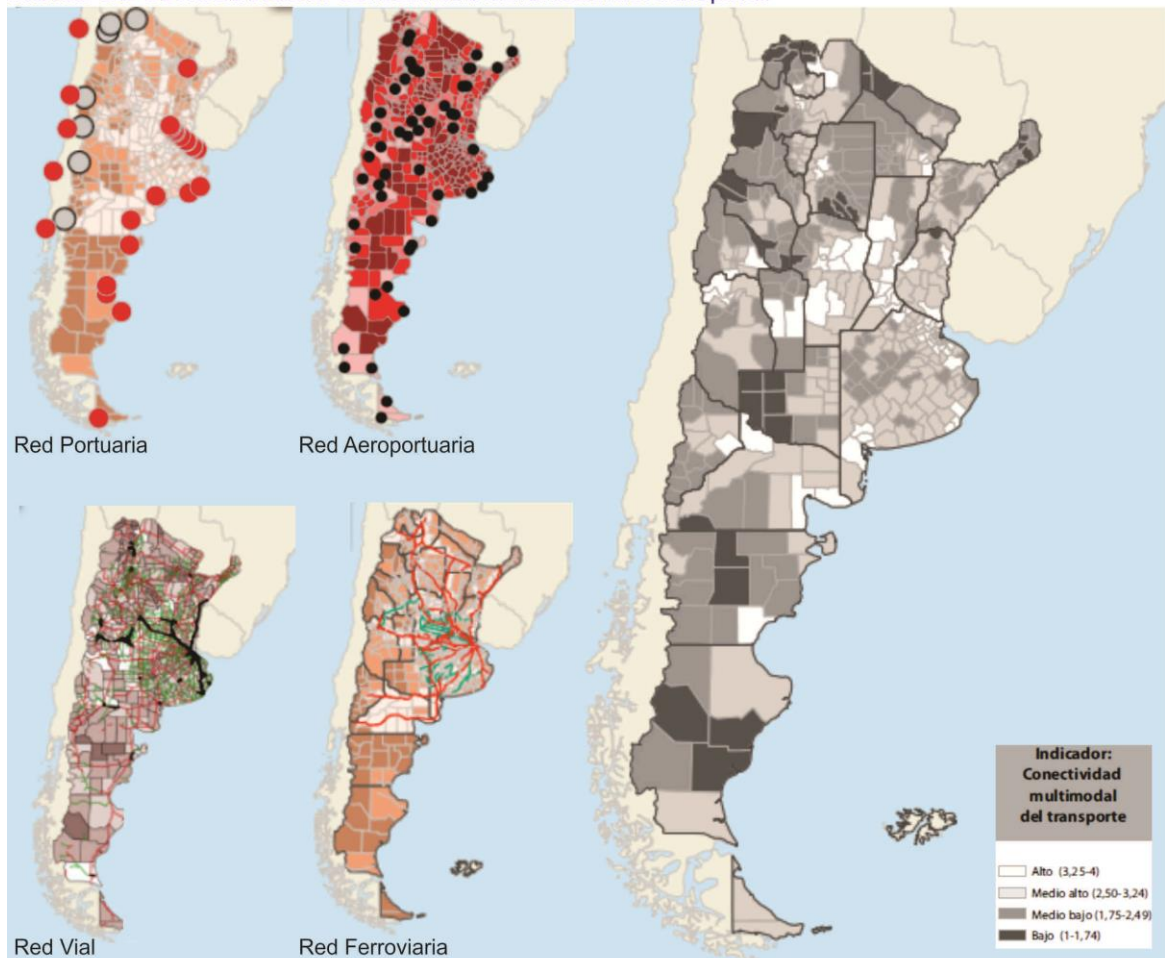 Red Portuaria
Red Aeroportuaria
Red Vial
Red Ferroviaria
Indicador:
Conectividad
multimodal
del transporte
Alto (3,25-4)
Medio alto (2,50-3,24)
Medio bajo (1,75-2,49)
Bajo (1-1,74)